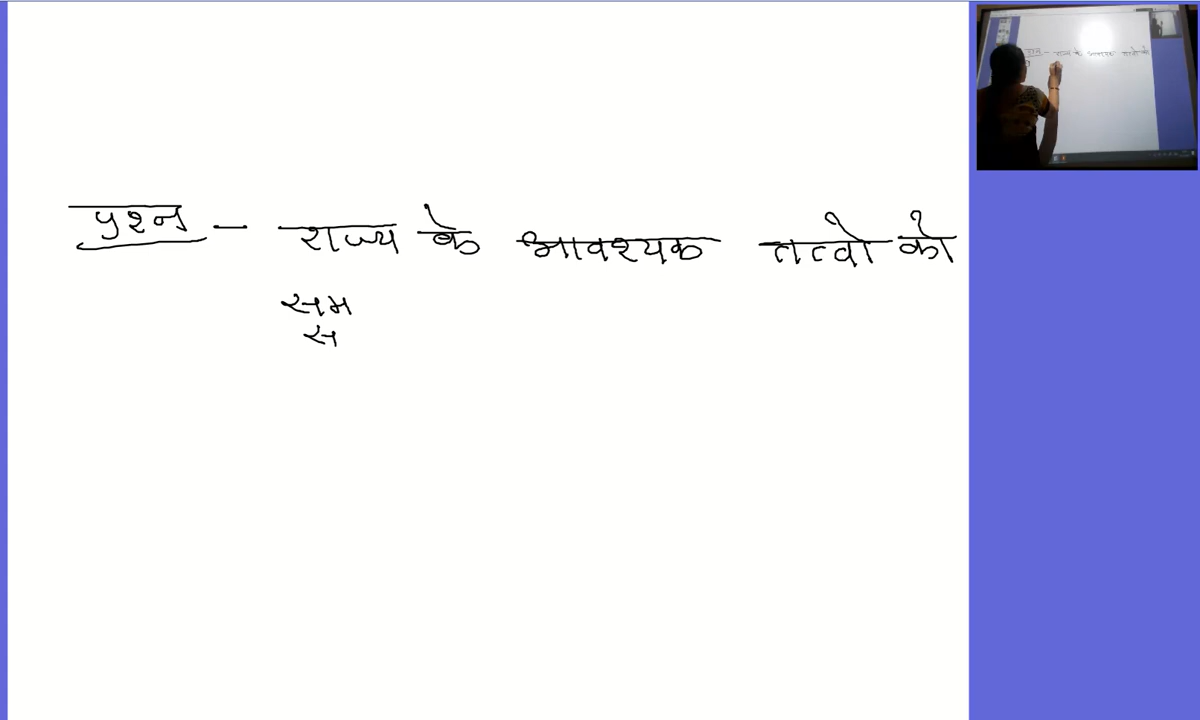 प्रश्न - राज्य के आवश्यक तत्वो को
सम
स